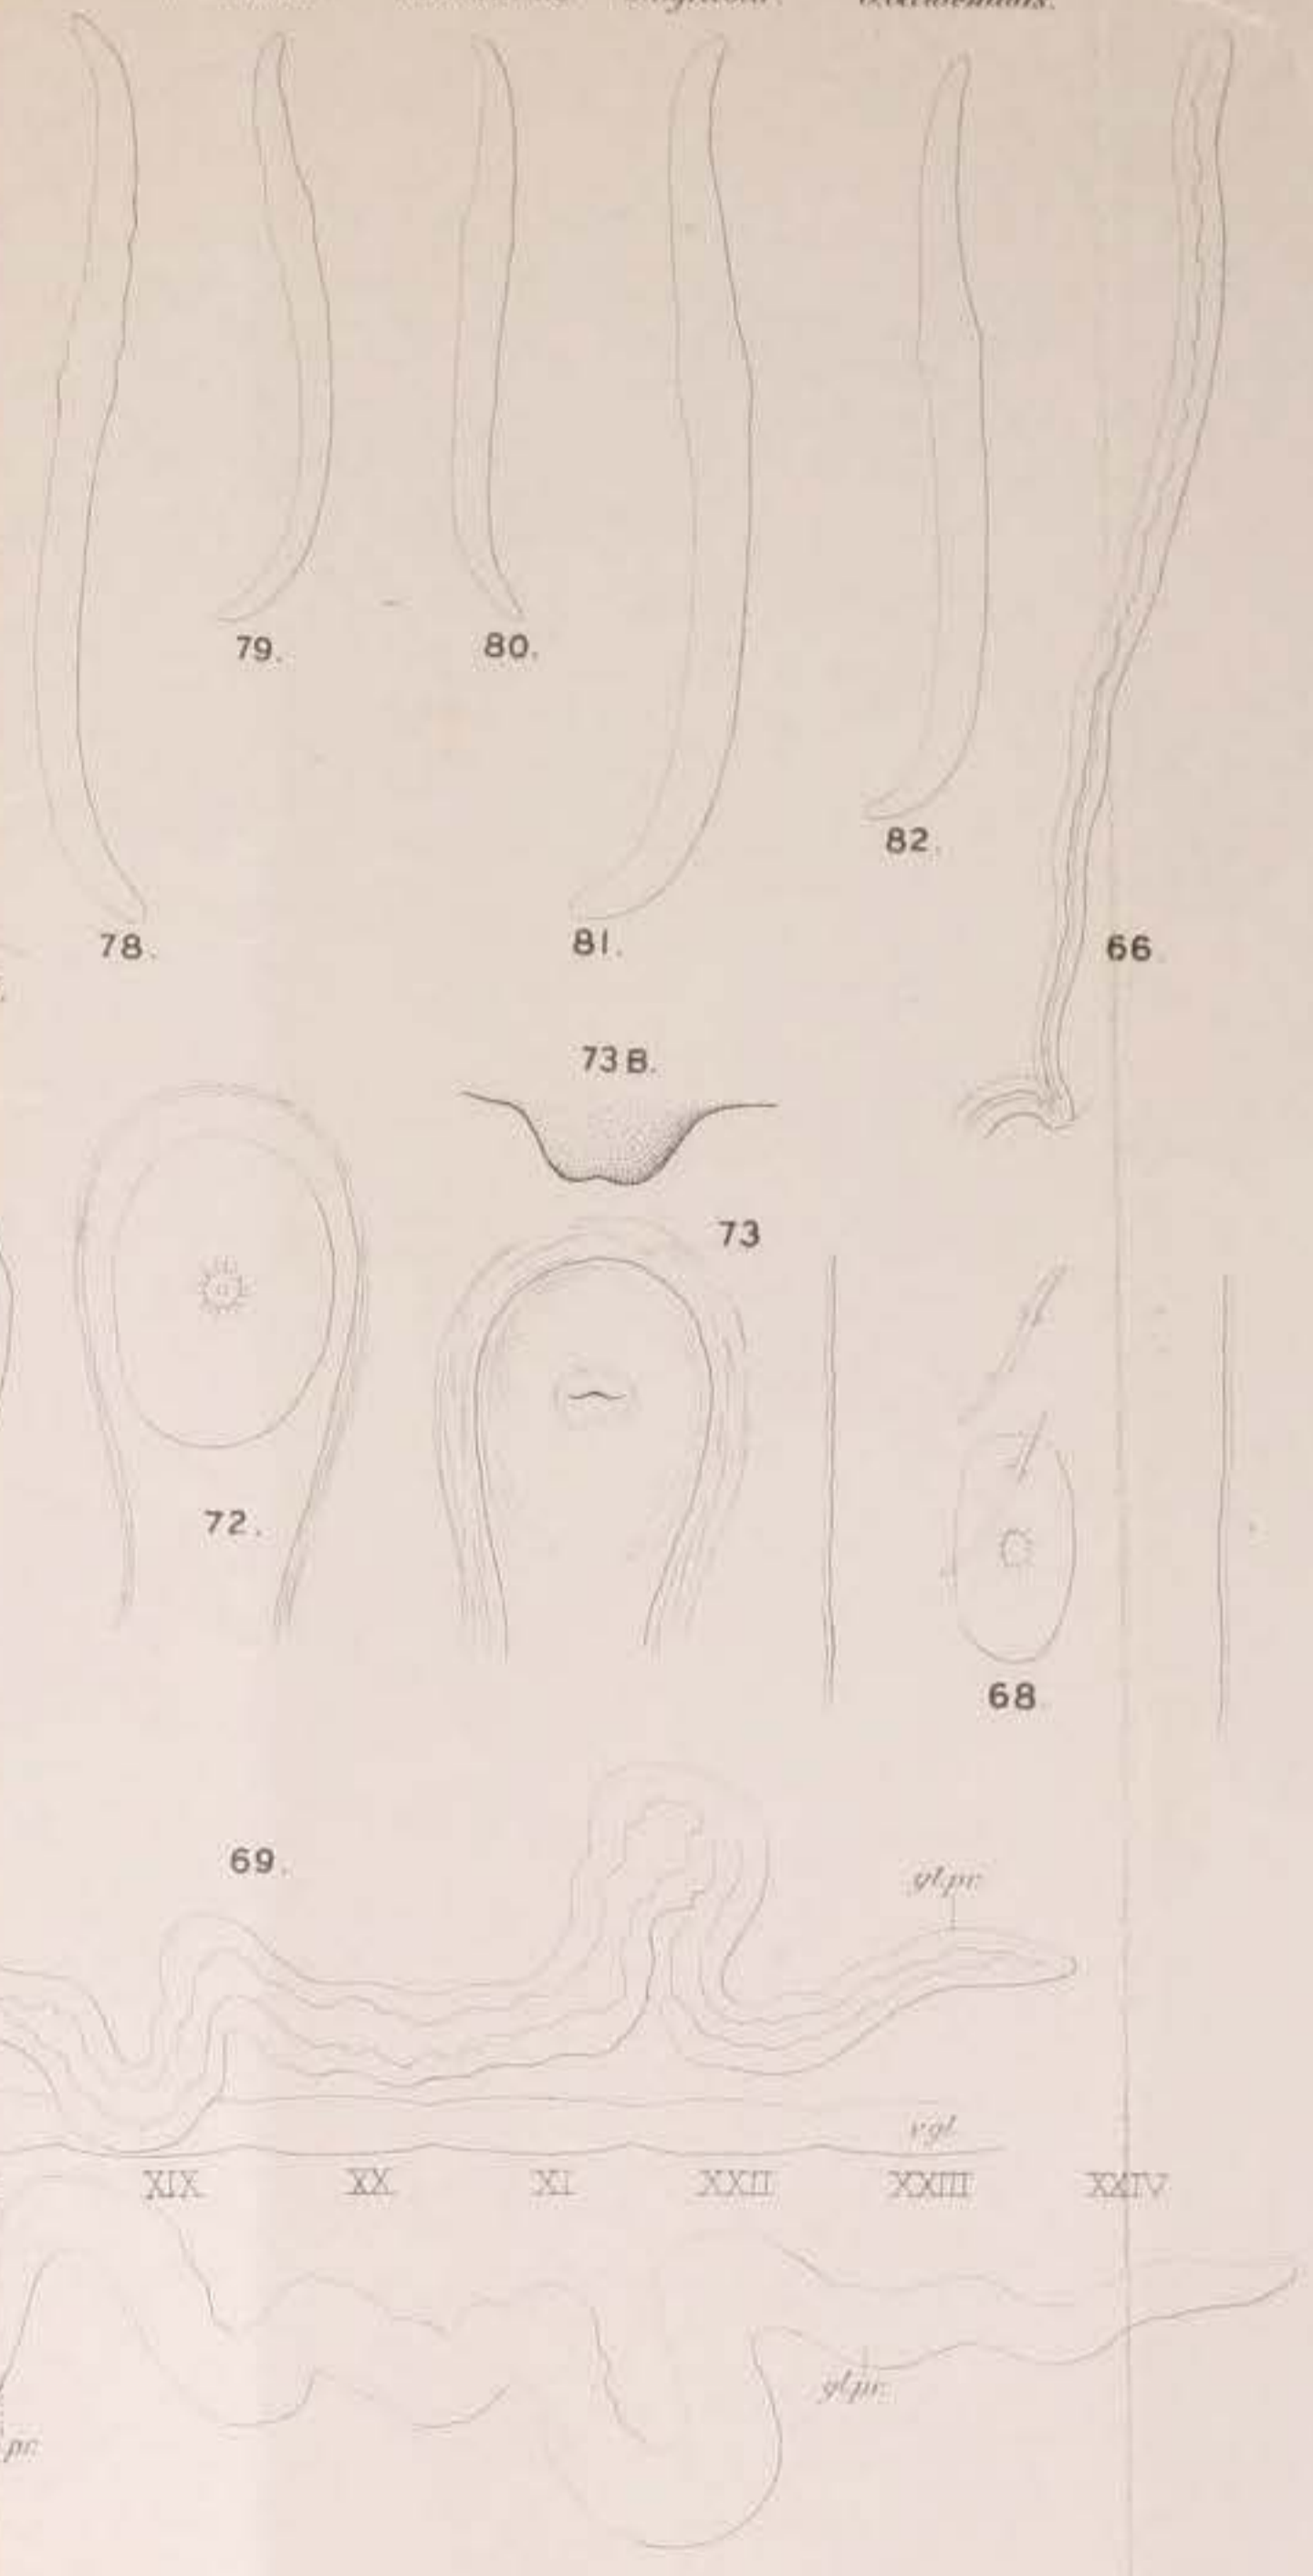 79.
80.
82.
78.
81.
66.
73 B.
73
72.
68.
69.
gl.pr.
v.gl.
XIX XX XI XXII XXIII XXIV
gl.pr.
pr.